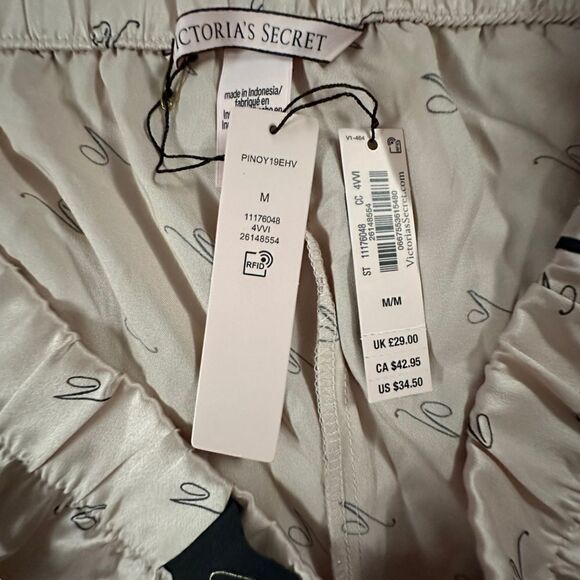 VICTORIA'S SECRET
made in Indonesia/
fabriqué en
PINOY19EHV
M
11176048
4VVI
26148554
RFID
V1-464
ST 11176048 CC 4VVI
26148554
0667553615480
VictoriasSecret.com
M/M
UK £29.00
CA $42.95
US $34.50